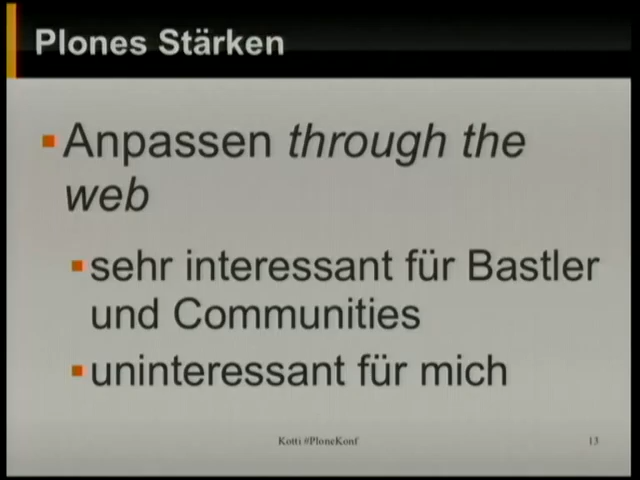 Plones Stärken
Anpassen through the
web
sehr interessant für Bastler
und Communities
uninteressant für mich
Kotti #PloneKonf
13